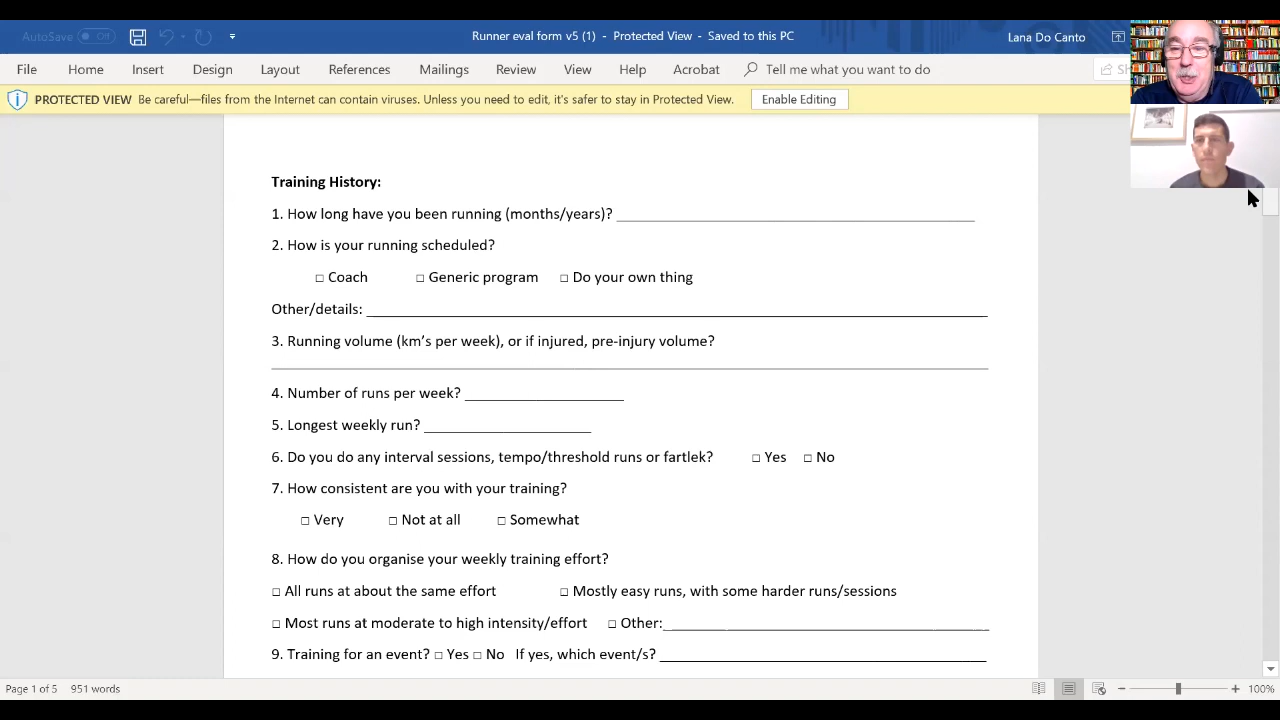 AutoSave Off Runner eval form v5 (1) - Protected View - Saved to this PC Lana Do Canto
File Home Insert Design Layout References Mailings Review View Help Acrobat Tell me what you want to do
PROTECTED VIEW Be careful—files from the Internet can contain viruses. Unless you need to edit, it's safer to stay in Protected View. Enable Editing
Training History:
1. How long have you been running (months/years)? ____
2. How is your running scheduled?
□ Coach □ Generic program □ Do your own thing
Other/details: ____
3. Running volume (km's per week), or if injured, pre-injury volume?
4. Number of runs per week? ____
5. Longest weekly run? ____
6. Do you do any interval sessions, tempo/threshold runs or fartlek? □ Yes □ No
7. How consistent are you with your training?
□ Very □ Not at all □ Somewhat
8. How do you organise your weekly training effort?
□ All runs at about the same effort □ Mostly easy runs, with some harder runs/sessions
□ Most runs at moderate to high intensity/effort □ Other: ____
9. Training for an event? □ Yes □ No If yes, which event/s? ____
Page 1 of 5 951 words 100%